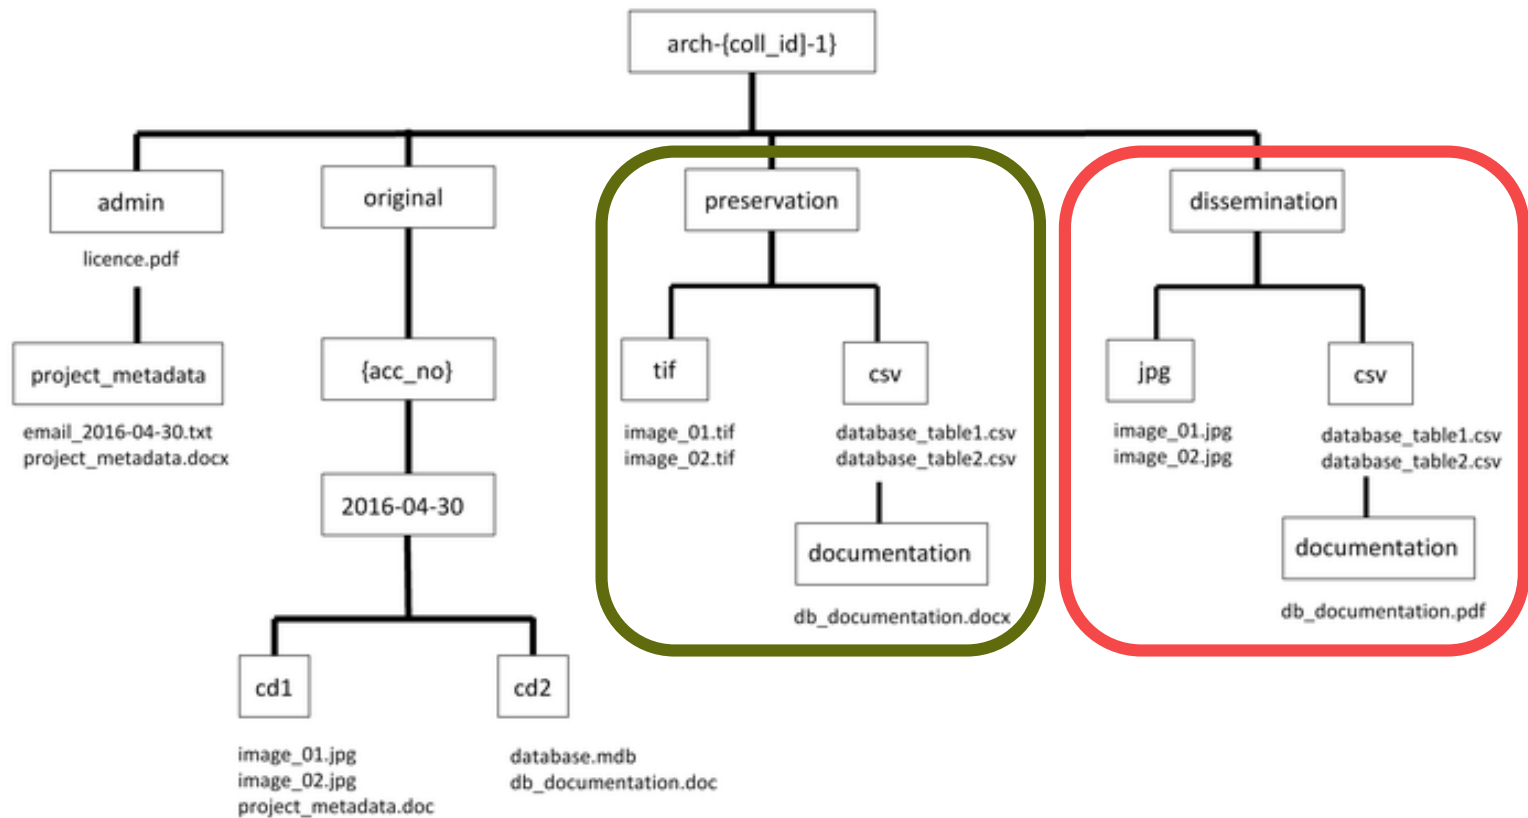 arch-{coll_id]-1}
admin
original
preservation
dissemination
licence.pdf
project_metadata
{acc_no}
tif
csv
jpg
csv
email_2016-04-30.txt
project_metadata.docx
image_01.tif
image_02.tif
database_table1.csv
database_table2.csv
image_01.jpg
image_02.jpg
database_table1.csv
database_table2.csv
2016-04-30
documentation
documentation
db_documentation.docx
db_documentation.pdf
cd1
cd2
image_01.jpg
image_02.jpg
project_metadata.doc
database.mdb
db_documentation.doc